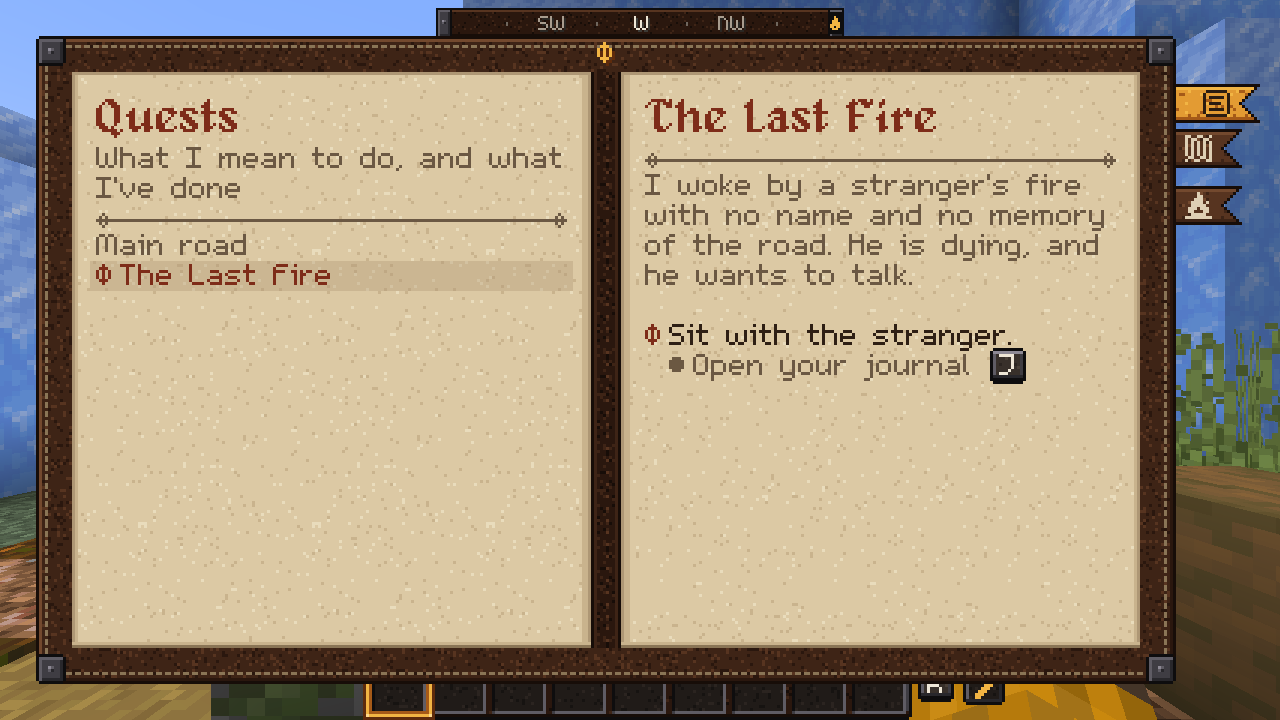 SW W NW
Quests
What I mean to do, and what
I've done
Main road
The Last Fire
The Last Fire
I woke by a stranger's fire
with no name and no memory
of the road. He is dying, and
he wants to talk.
Sit with the stranger.
Open your journal J